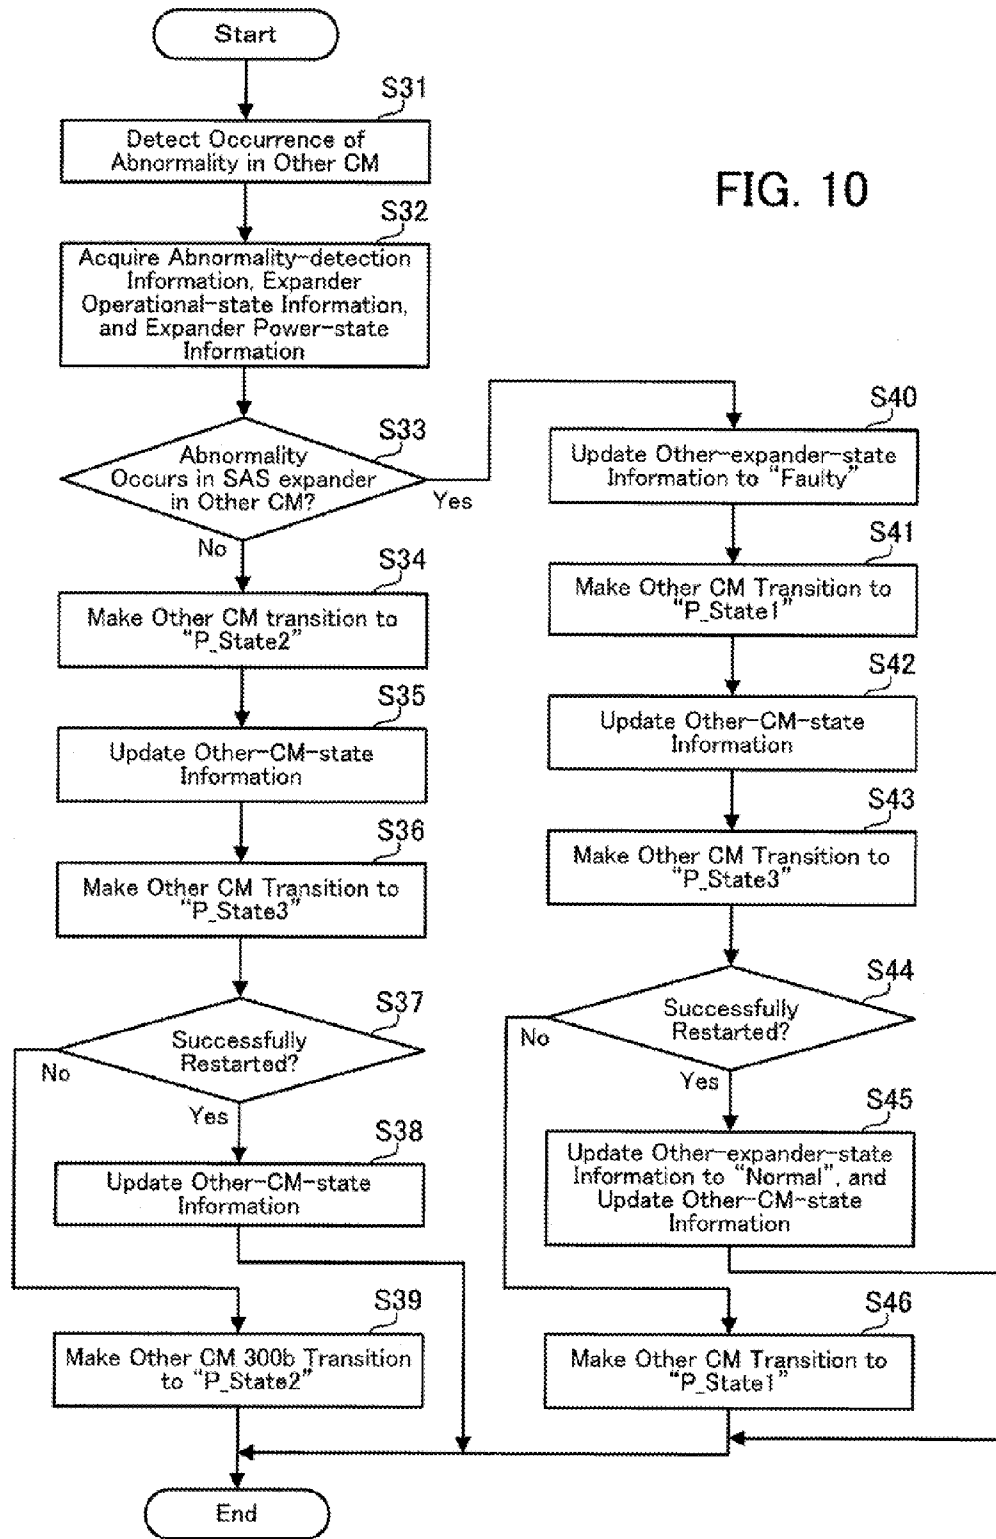 Start
S31
Detect Occurrence of
Abnormality in Other CM
FIG. 10
S32
Acquire Abnormality-detection
Information, Expander
Operational-state Information,
and Expander Power-state
Information
S33
Abnormality
Occurs in SAS expander
in Other CM?
Yes
No
S34
Make Other CM transition to
“P_State2”
S35
Update Other-CM-state
Information
S36
Make Other CM Transition to
“P_State3”
S37
Successfully
Restarted?
No
Yes
S38
Update Other-CM-state
Information
S39
Make Other CM 300b Transition
to “P_State2”
S40
Update Other-expander-state
Information to “Faulty”
S41
Make Other CM Transition to
“P_State1”
S42
Update Other-CM-state
Information
S43
Make Other CM Transition to
“P_State3”
S44
Successfully
Restarted?
No
Yes
S45
Update Other-expander-state
Information to “Normal”, and
Update Other-CM-state
Information
S46
Make Other CM Transition to
“P_State1”
End